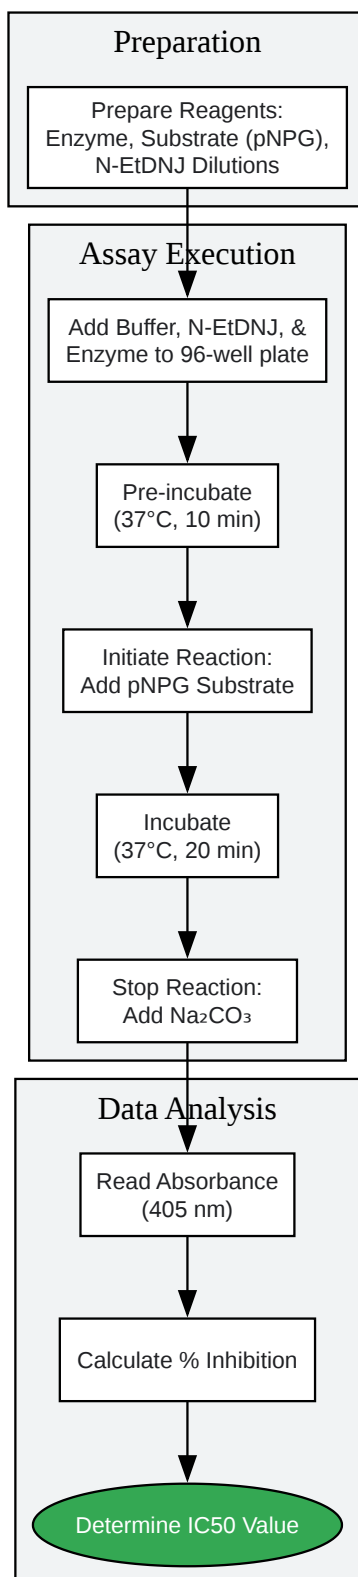 Preparation
Prepare Reagents:
Enzyme, Substrate (pNPG),
N-EtDNJ Dilutions
Assay Execution
Add Buffer, N-EtDNJ, &
Enzyme to 96-well plate
Pre-incubate
(37°C, 10 min)
Initiate Reaction:
Add pNPG Substrate
Incubate
(37°C, 20 min)
Stop Reaction:
Add Na₂CO₃
Data Analysis
Read Absorbance
(405 nm)
Calculate % Inhibition
Determine IC50 Value